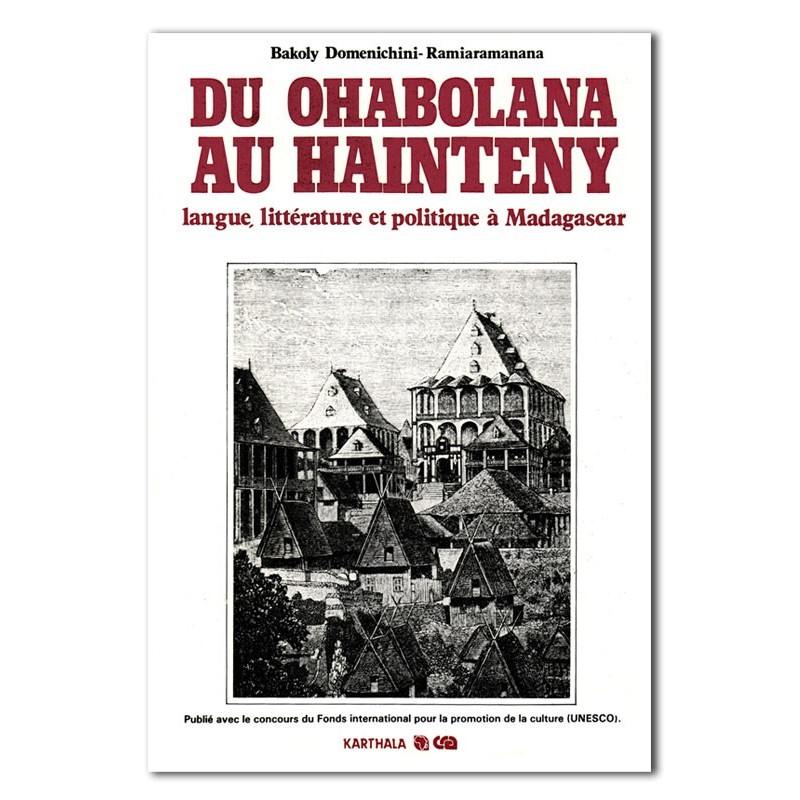 Bakoly Domenichini-Ramiaramanana
DU OHABOLANA
AU HAINTENY
langue, littérature et politique à Madagascar
Publié avec le concours du Fonds international pour la promotion de la culture (UNESCO).
KARTHALA cra